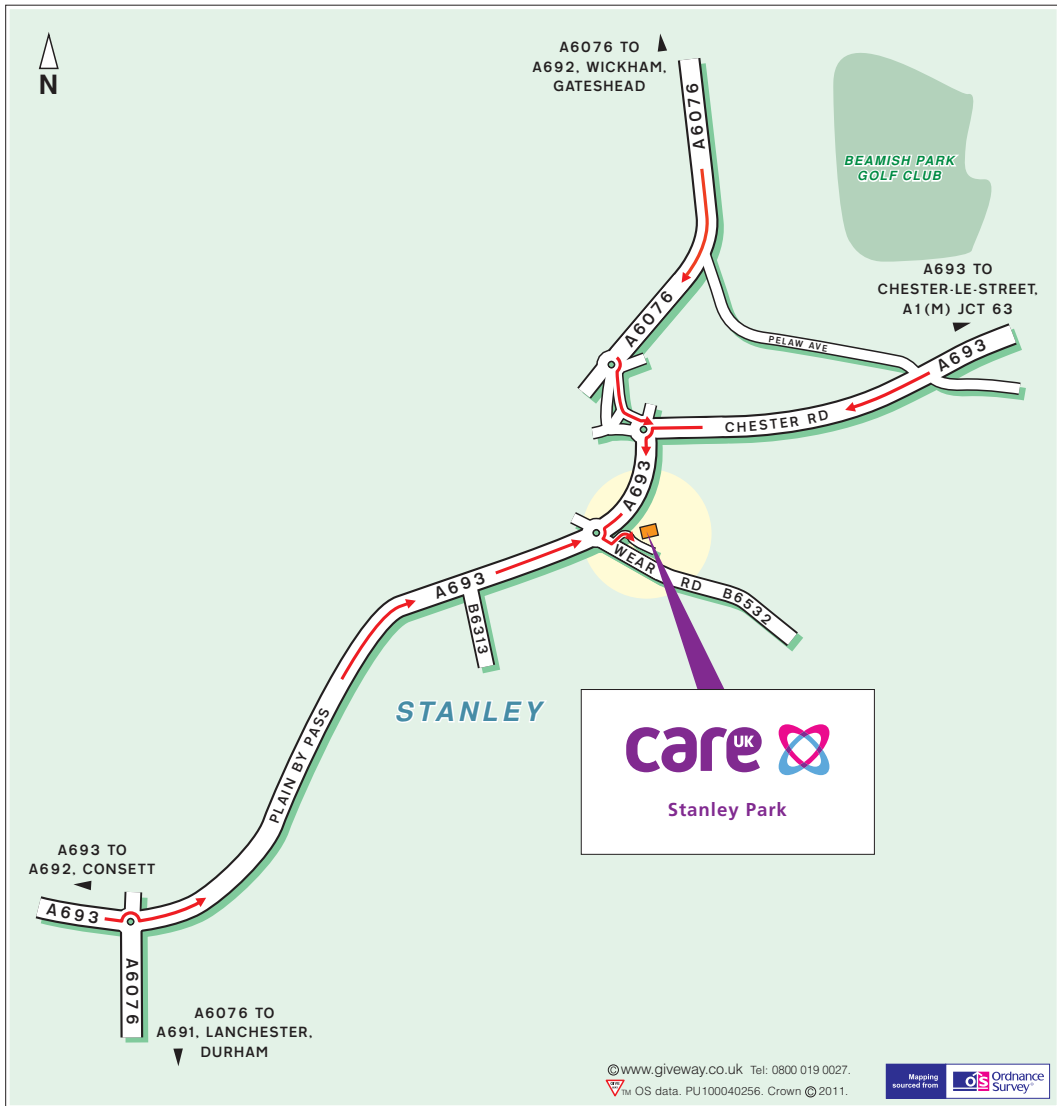 N
A6076 TO
A692, WICKHAM,
GATESHEAD
A6076
BEAMISH PARK
GOLF CLUB
A693 TO
CHESTER-LE-STREET,
A1(M) JCT 63
A6076
PELAW AVE
A693
CHESTER RD
A693
WEAR RD B6532
A693
B6313
STANLEY
PLAIN BY PASS
care UK
Stanley Park
A693 TO
A692, CONSETT
A693
A6076
A6076 TO
A691, LANCHESTER,
DURHAM
© www.giveway.co.uk Tel: 0800 019 0027.
GIVE WAY TM OS data. PU100040256. Crown © 2011.
Mapping
sourced from
OS Ordnance
Survey®